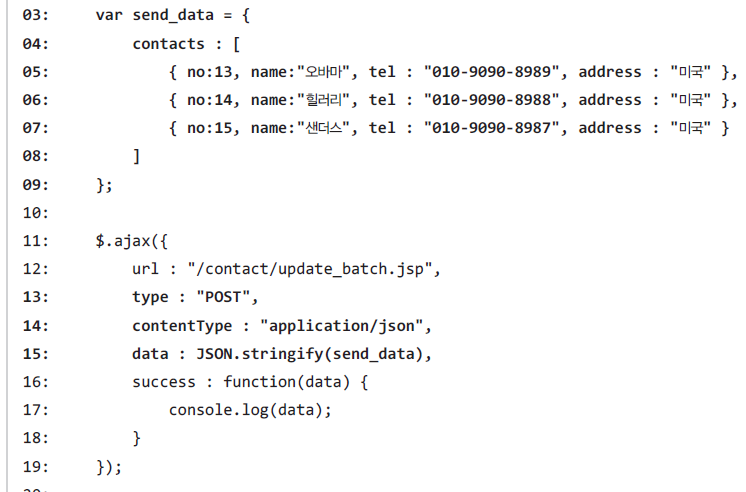 03:     var send_data = {
04:         contacts : [
05:             { no:13, name:"오바마", tel : "010-9090-8989", address : "미국" },
06:             { no:14, name:"힐러리", tel : "010-9090-8988", address : "미국" },
07:             { no:15, name:"샌더스", tel : "010-9090-8987", address : "미국" }
08:         ]
09:     };
10:
11:     $.ajax({
12:         url : "/contact/update_batch.jsp",
13:         type : "POST",
14:         contentType : "application/json",
15:         data : JSON.stringify(send_data),
16:         success : function(data) {
17:             console.log(data);
18:         }
19:     });